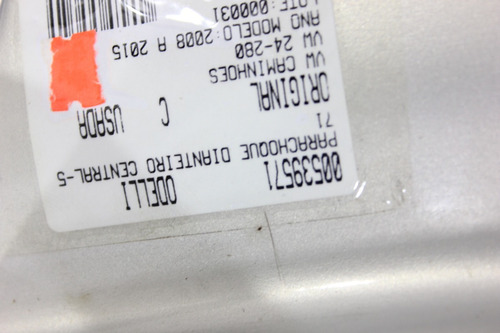 ODELLI
00539571
PARACHOQUE DIANTEIRO CENTRAL-5
71
ORIGINAL C USADA
VW CAMINHOES
VW 24-280
ANO MODELO:2008 A 2015
LOTE:000031